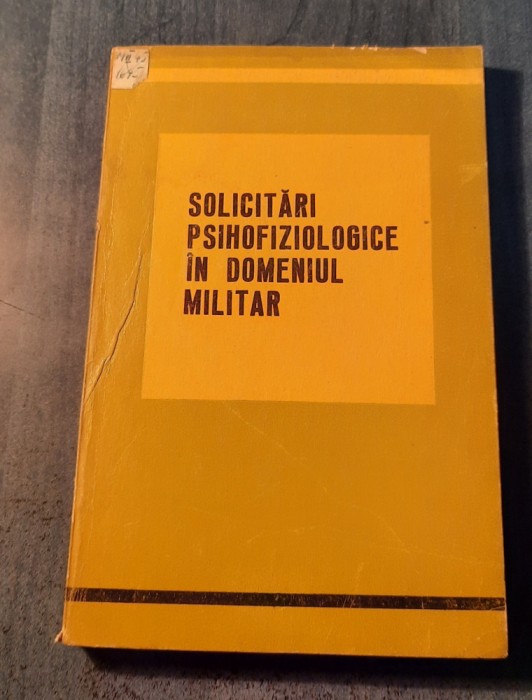 SOLICITĂRI
PSIHOFIZIOLOGICE
ÎN DOMENIUL
MILITAR